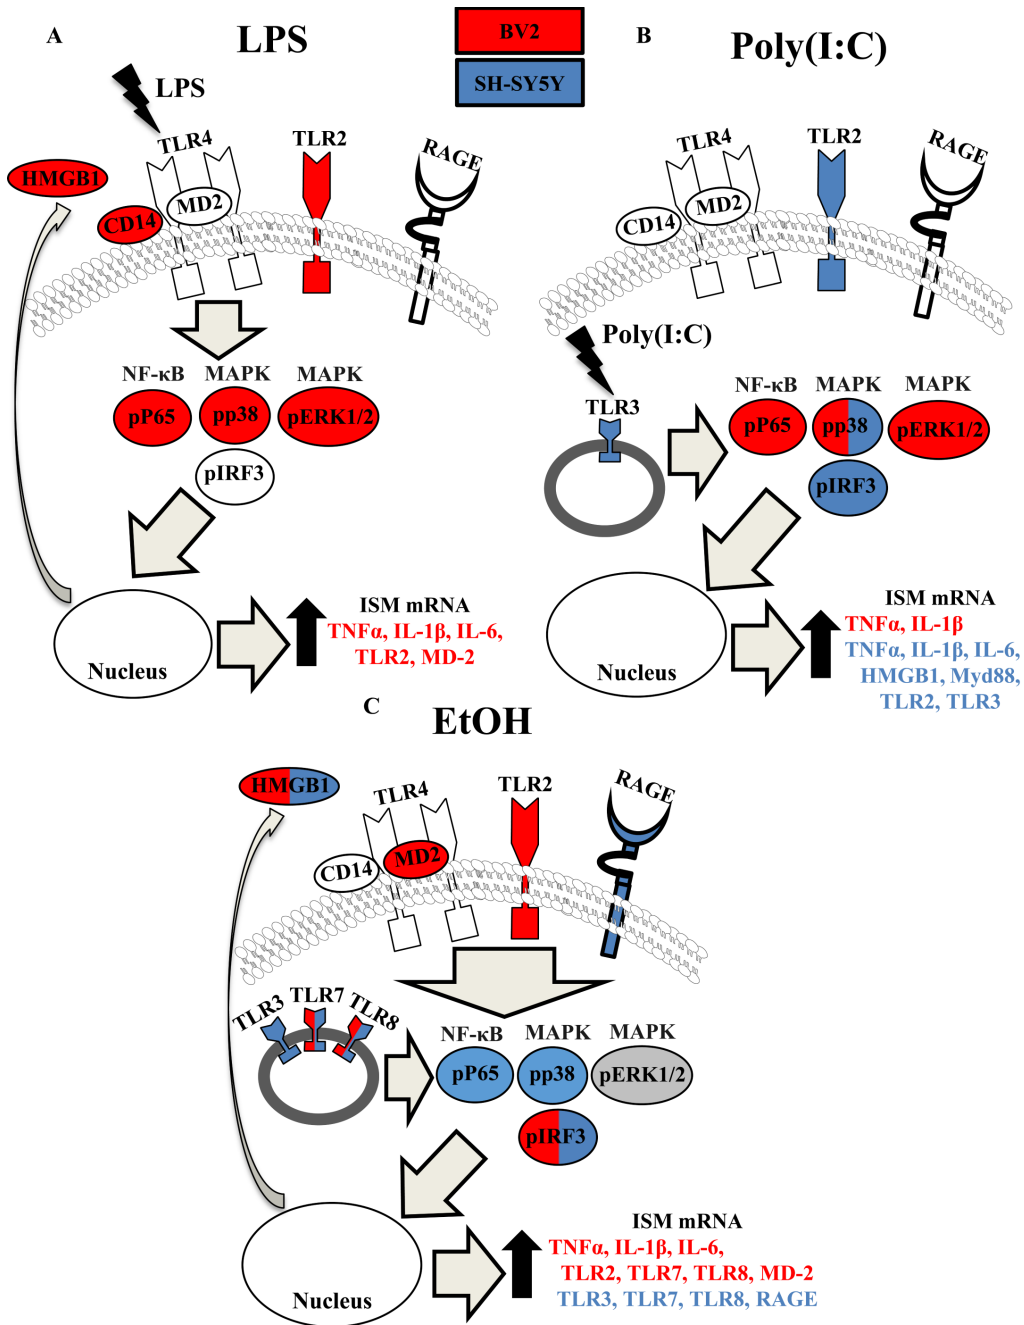 A
LPS
BV2
SH-SY5Y
B
Poly(I:C)
LPS
TLR4
TLR2
RAGE
HMGB1
CD14
MD2
NF-κB
MAPK
MAPK
pP65
pp38
pERK1/2
pIRF3
Nucleus
ISM mRNA
TNFα, IL-1β, IL-6,
TLR2, MD-2
TLR4
TLR2
RAGE
CD14
MD2
Poly(I:C)
TLR3
NF-κB
MAPK
MAPK
pP65
pp38
pERK1/2
pIRF3
Nucleus
ISM mRNA
TNFα, IL-1β
TNFα, IL-1β, IL-6,
HMGB1, Myd88,
TLR2, TLR3
C
EtOH
HMGB1
TLR4
TLR2
RAGE
CD14
MD2
TLR3
TLR7
TLR8
NF-κB
MAPK
MAPK
pP65
pp38
pERK1/2
pIRF3
Nucleus
ISM mRNA
TNFα, IL-1β, IL-6,
TLR2, TLR7, TLR8, MD-2
TLR3, TLR7, TLR8, RAGE